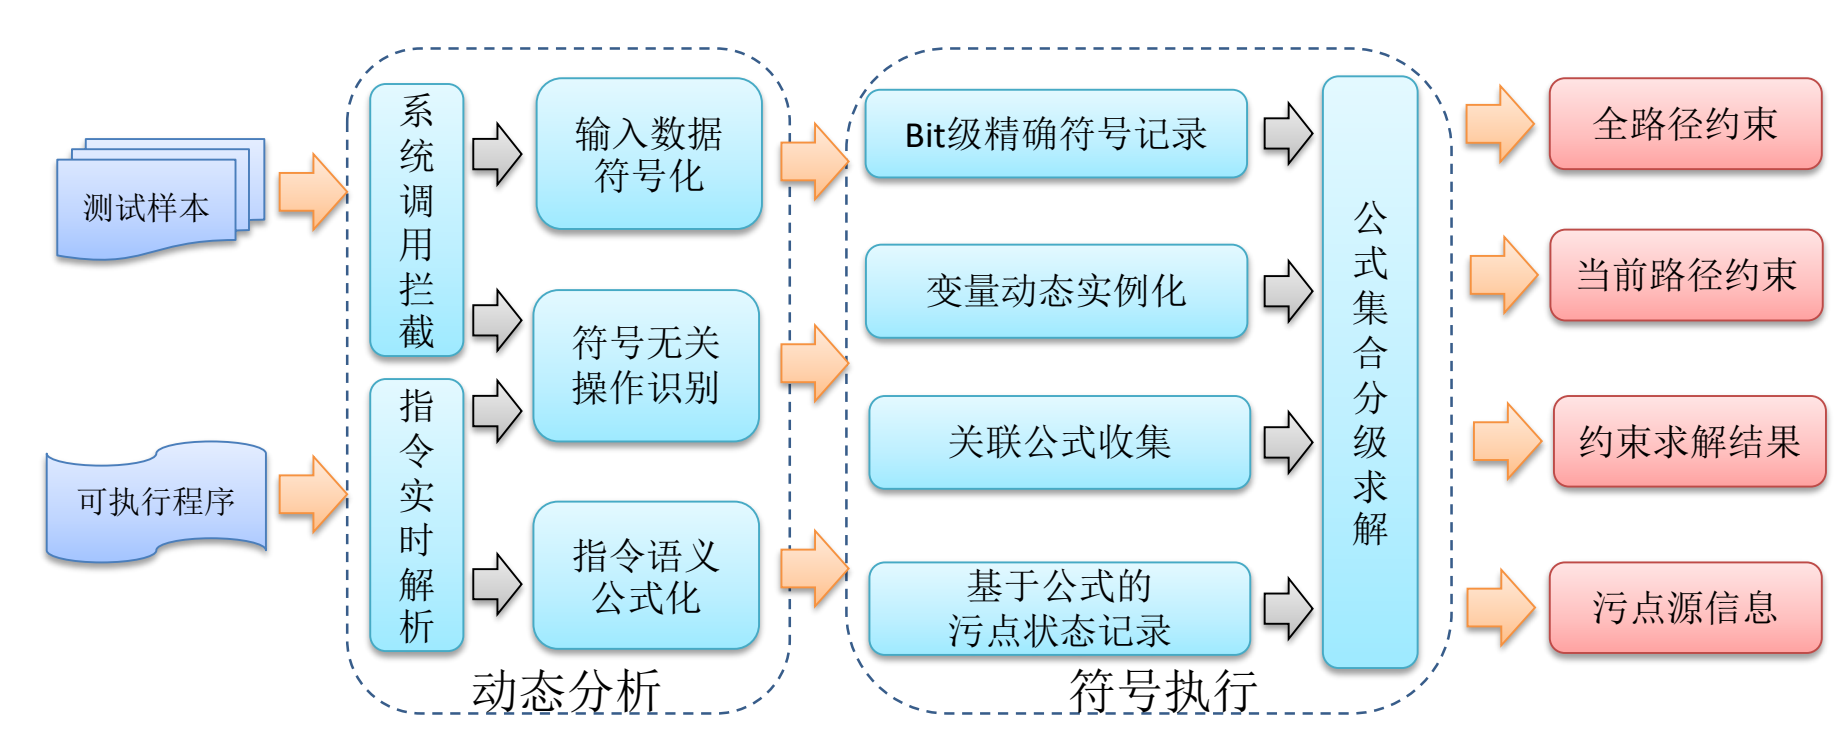 测试样本
可执行程序
系统调用拦截
指令实时解析
输入数据
符号化
符号无关
操作识别
指令语义
公式化
动态分析
Bit级精确符号记录
变量动态实例化
关联公式收集
基于公式的
污点状态记录
公式集合分级求解
符号执行
全路径约束
当前路径约束
约束求解结果
污点源信息